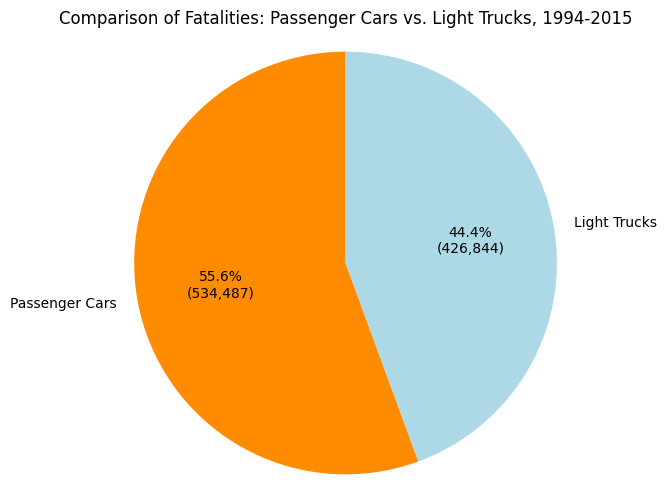 Comparison of Fatalities: Passenger Cars vs. Light Trucks, 1994-2015
Light Trucks
44.4%
(426,844)
55.6%
(534,487)
Passenger Cars